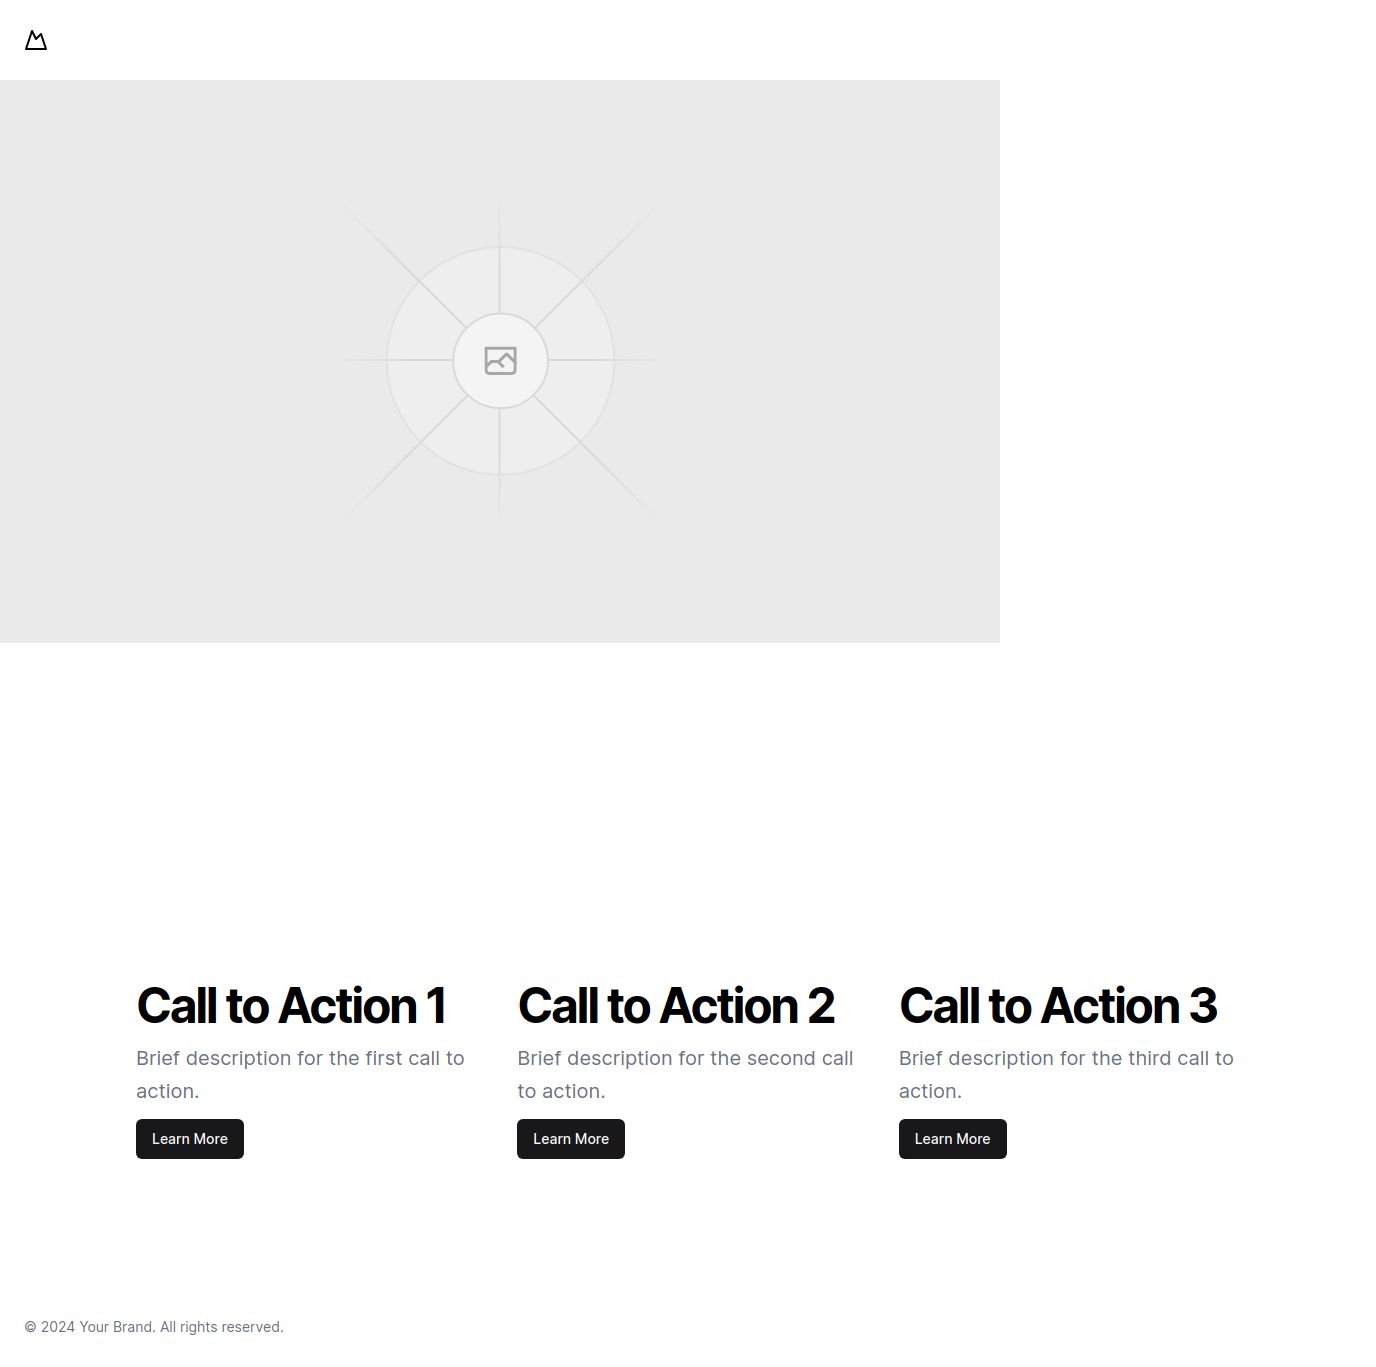 Call to Action 1
Brief description for the first call to
action.
Learn More
Call to Action 2
Brief description for the second call
to action.
Learn More
Call to Action 3
Brief description for the third call to
action.
Learn More
© 2024 Your Brand. All rights reserved.